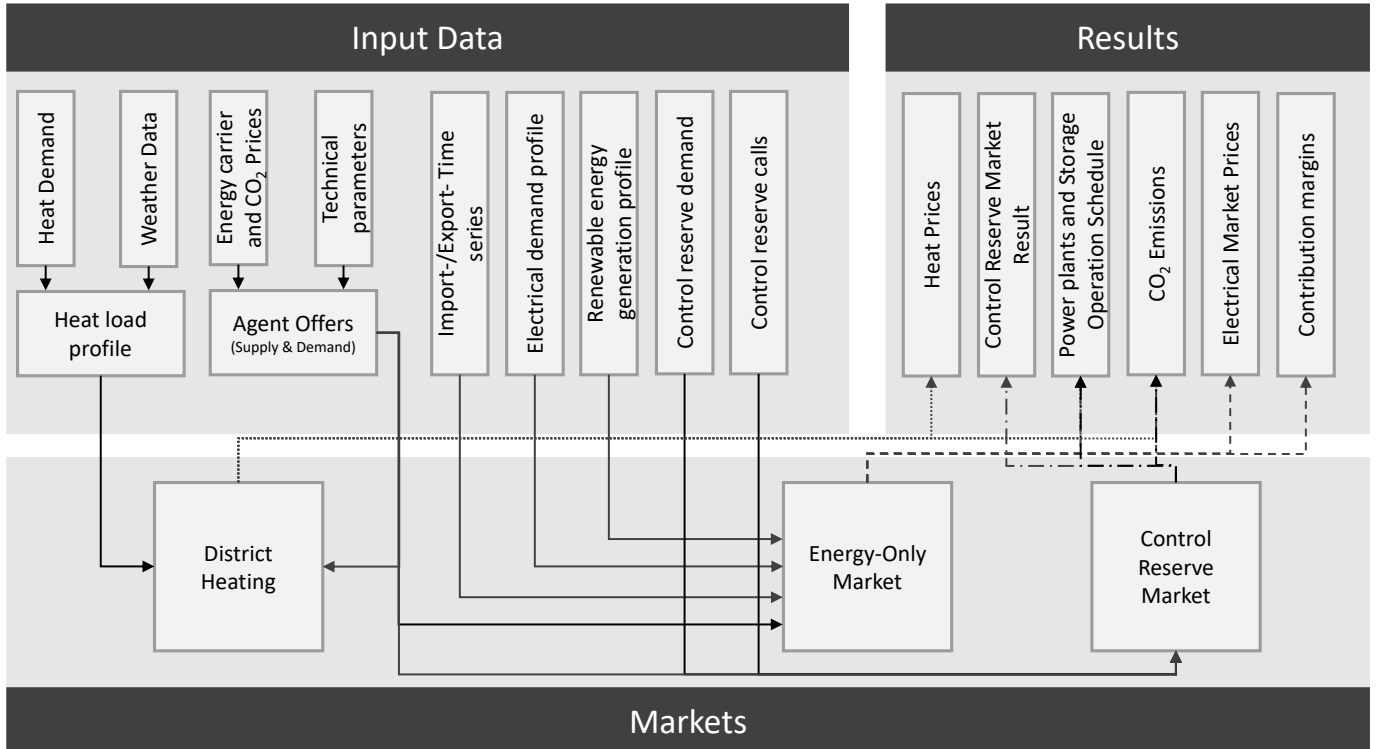 Input Data
Results
Heat Demand
Weather Data
Energy carrier
and CO₂ Prices
Technical
parameters
Import-/Export- Time
series
Electrical demand profile
Renewable energy
generation profile
Control reserve demand
Control reserve calls
Heat Prices
Control Reserve Market
Result
Power plants and Storage
Operation Schedule
CO₂ Emissions
Electrical Market Prices
Contribution margins
Heat load
profile
Agent Offers
(Supply & Demand)
District
Heating
Energy-Only
Market
Control
Reserve
Market
Markets